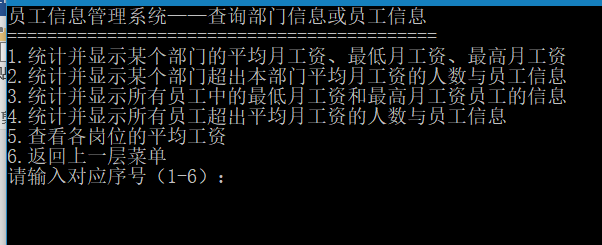 员工信息管理系统——查询部门信息或员工信息
===========================================
1.统计并显示某个部门的平均月工资、最低月工资、最高月工资
2.统计并显示某个部门超出本部门平均月工资的人数与员工信息
3.统计并显示所有员工中的最低月工资和最高月工资员工的信息
4.统计并显示所有员工超出平均月工资的人数与员工信息
5.查看各岗位的平均工资
6.返回上一层菜单
请输入对应序号（1-6）：